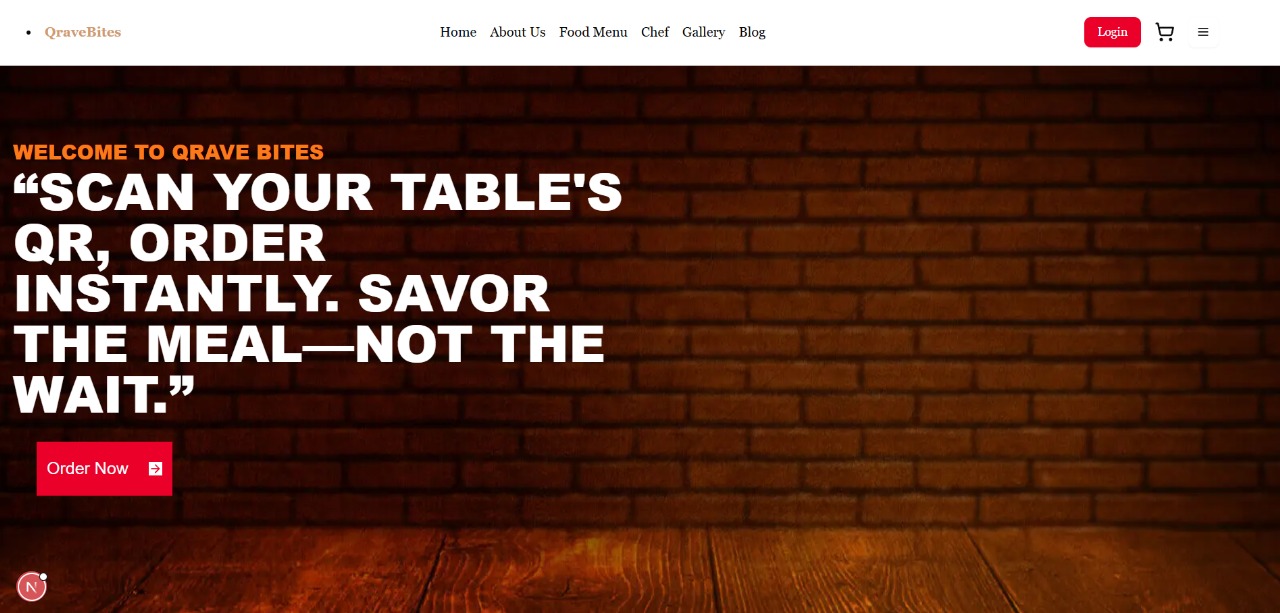 QraveBites
Home About Us Food Menu Chef Gallery Blog
Login
WELCOME TO QRAVE BITES
“SCAN YOUR TABLE'S
QR, ORDER
INSTANTLY. SAVOR
THE MEAL—NOT THE
WAIT.”
Order Now
N